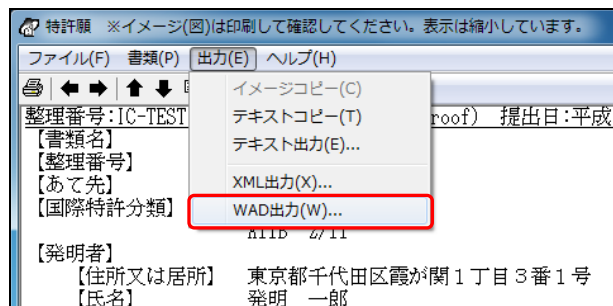 特許願 ※イメージ(図)は印刷して確認してください。表示は縮小しています。
ファイル(F) 書類(P) 出力(E) ヘルプ(H)
イメージコピー(C)
整理番号:IC-TEST テキストコピー(T) roof) 提出日:平成
【書類名】 テキスト出力(E)...
【整理番号】
【あて先】 XML出力(X)...
【国際特許分類】 WAD出力(W)...
【発明者】
【住所又は居所】 東京都千代田区霞が関1丁目3番1号
【氏名】 発明 一郎